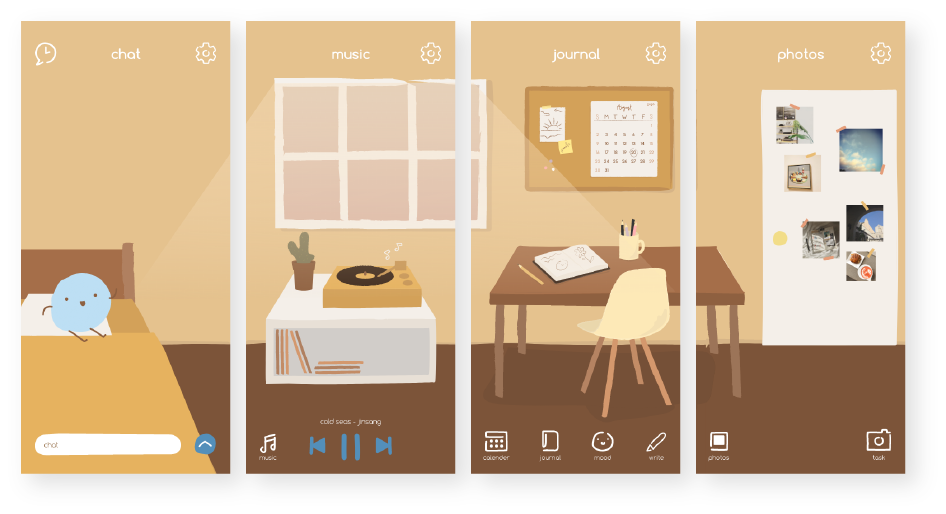 chat
chat
music
cold seas - jinsang
music
journal
August
S M T W T F S
1
2 3 4 5 6 7 8
9 10 11 12 13 14 15
16 17 18 19 20 21 22
23 24 25 26 27 28 29
30 31
calender
journal
mood
write
photos
photos
task